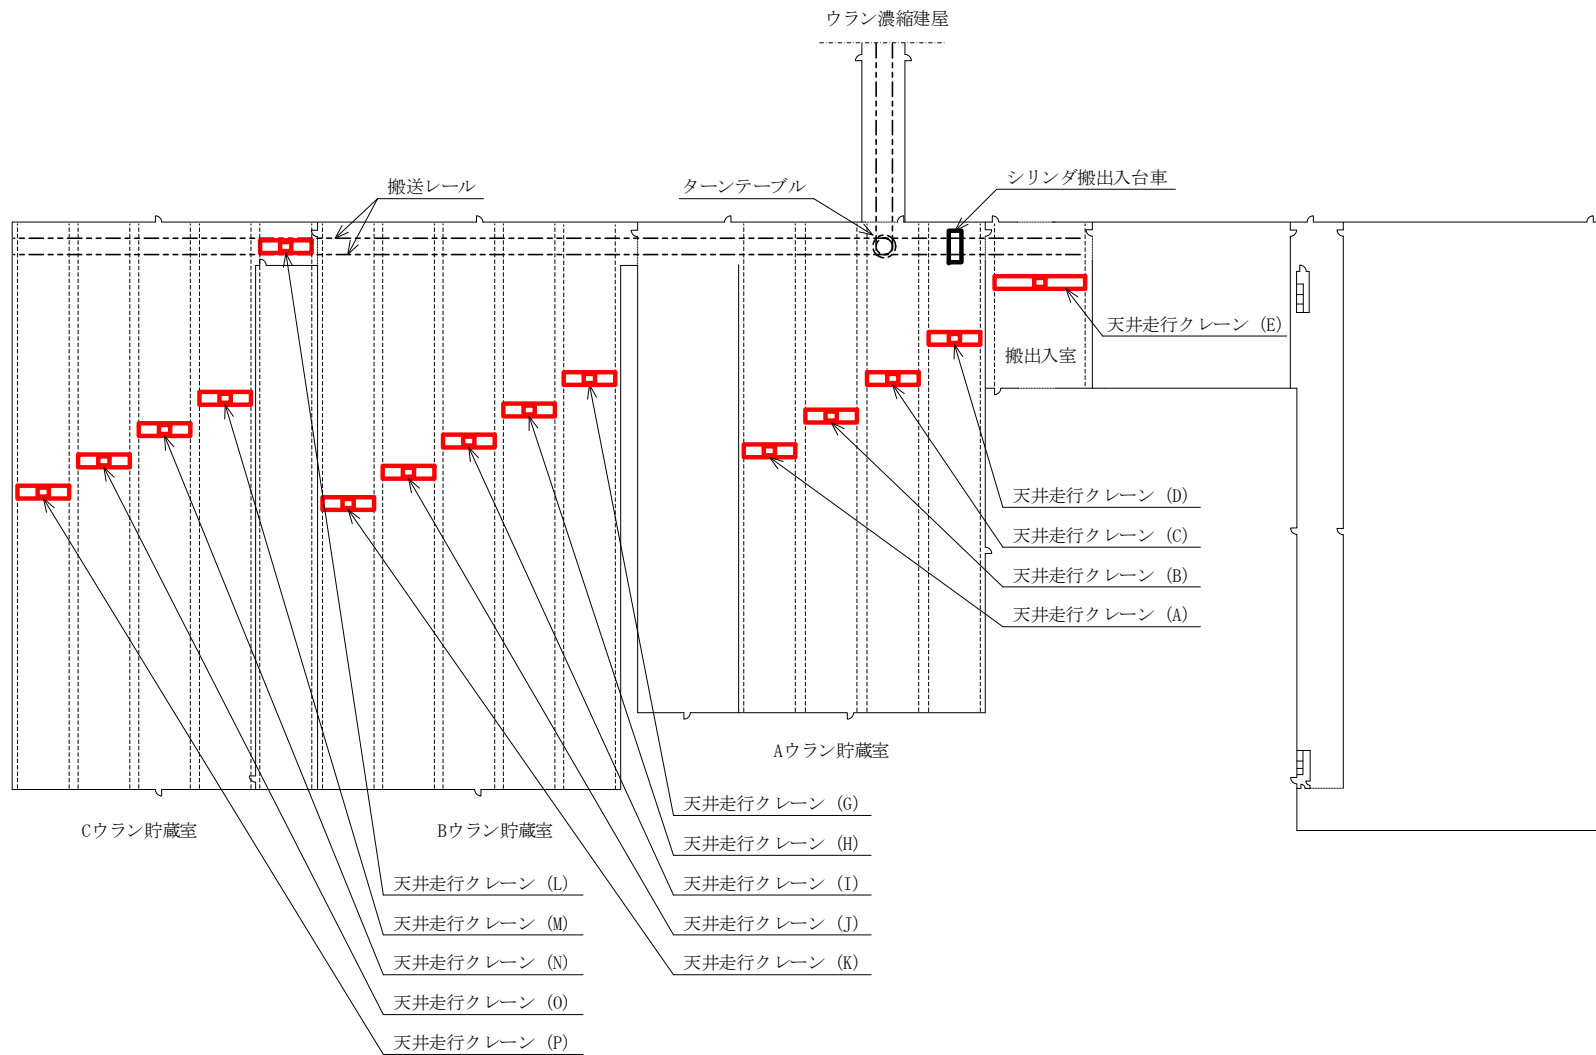 ウラン濃縮建屋
搬送レール
ターンテーブル
シリンダ搬出入台車
天井走行クレーン (E)
搬出入室
天井走行クレーン (D)
天井走行クレーン (C)
天井走行クレーン (B)
天井走行クレーン (A)
Aウラン貯蔵室
Cウラン貯蔵室
Bウラン貯蔵室
天井走行クレーン (G)
天井走行クレーン (H)
天井走行クレーン (I)
天井走行クレーン (J)
天井走行クレーン (K)
天井走行クレーン (L)
天井走行クレーン (M)
天井走行クレーン (N)
天井走行クレーン (O)
天井走行クレーン (P)